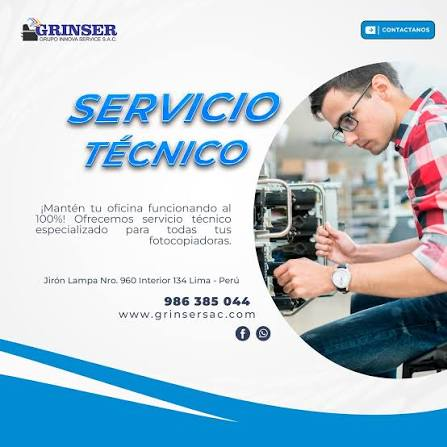 GRINSER
GRUPO INNOVA SERVICE S.A.C.
CONTACTANOS
SERVICIO
TÉCNICO
¡Mantén tu oficina funcionando al
100%! Ofrecemos servicio técnico
especializado para todas tus
fotocopiadoras.
Jirón Lampa Nro. 960 Interior 134 Lima - Perú
986 385 044
www.grinsersac.com